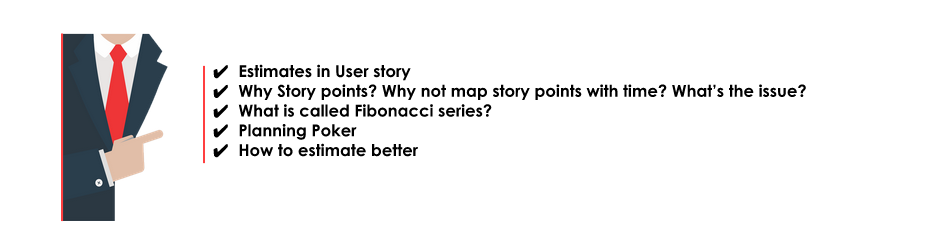 ✔ Estimates in User story
✔ Why Story points? Why not map story points with time? What's the issue?
✔ What is called Fibonacci series?
✔ Planning Poker
✔ How to estimate better